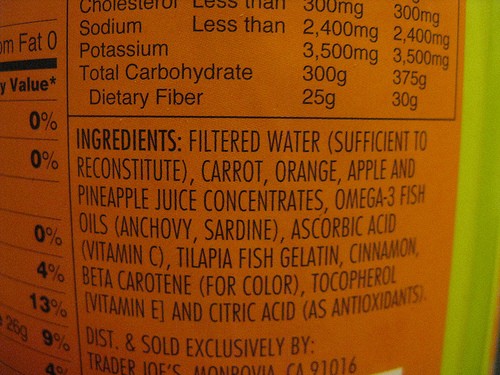 Cholesterol Less than 300mg 300mg
Sodium Less than 2,400mg 2,400mg
Potassium 3,500mg 3,500mg
Total Carbohydrate 300g 375g
Dietary Fiber 25g 30g
om Fat 0
y Value*
0%
0%
0%
4%
13%
26g 9%
4%
INGREDIENTS: FILTERED WATER (SUFFICIENT TO
RECONSTITUTE), CARROT, ORANGE, APPLE AND
PINEAPPLE JUICE CONCENTRATES, OMEGA-3 FISH
OILS (ANCHOVY, SARDINE), ASCORBIC ACID
(VITAMIN C), TILAPIA FISH GELATIN, CINNAMON,
BETA CAROTENE (FOR COLOR), TOCOPHEROL
[VITAMIN E] AND CITRIC ACID (AS ANTIOXIDANTS).
DIST. & SOLD EXCLUSIVELY BY:
TRADER JOE'S, MONROVIA, CA 91016